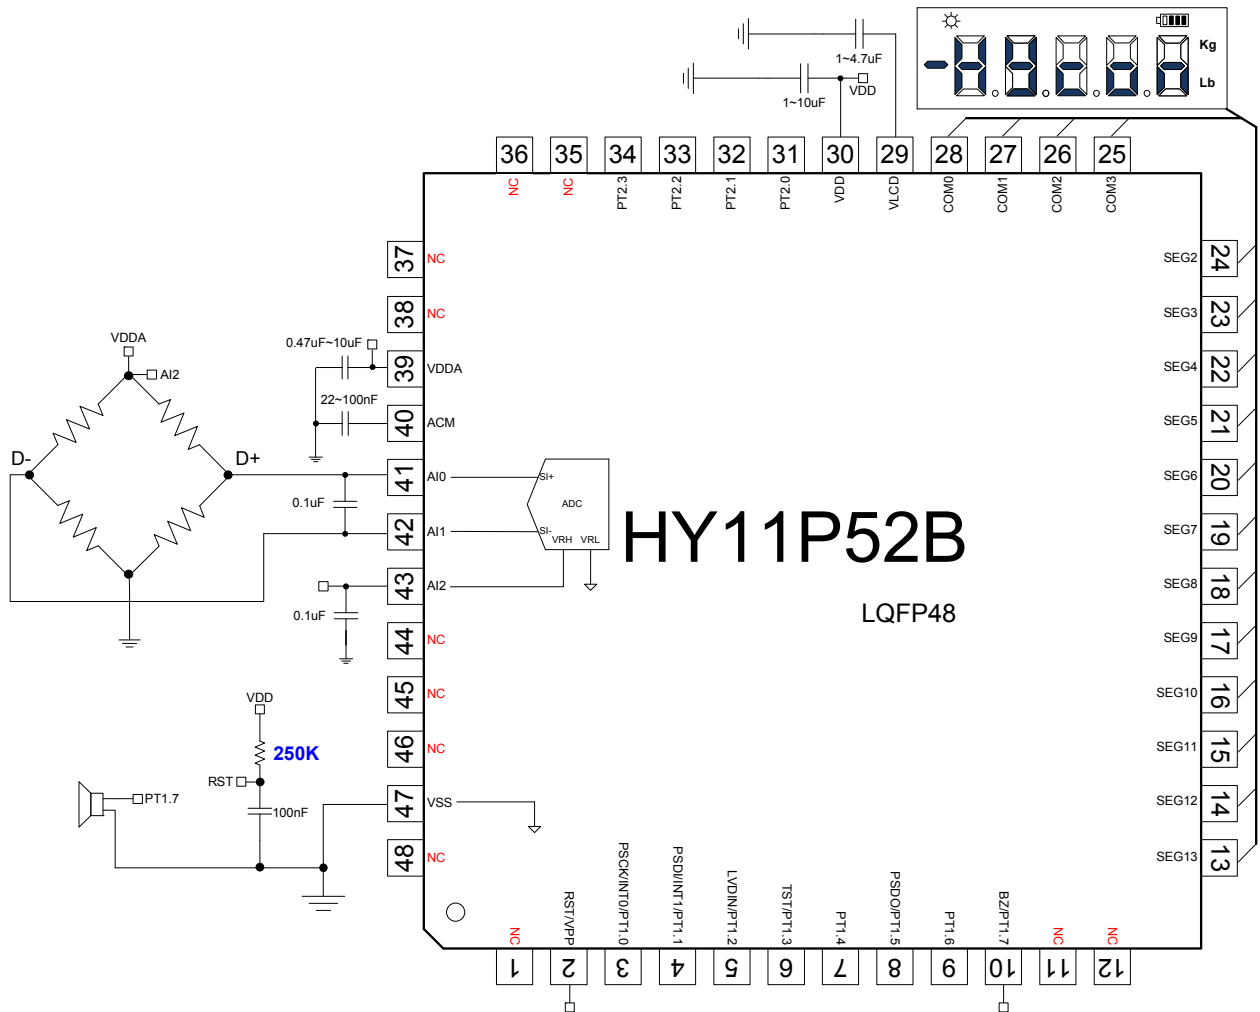 1~4.7uF
VDD
1~10uF
Kg
Lb
36 35 34 33 32 31 30 29 28 27 26 25
NC NC PT2.3 PT2.2 PT2.1 PT2.0 VDD VLCD COM0 COM1 COM2 COM3
37 NC
38 NC
0.47uF~10uF
39 VDDA
22~100nF
40 ACM
VDDA
AI2
D-
D+
41 AI0
0.1uF
42 AI1
43 AI2
0.1uF
SI+
ADC
SI-
VRH VRL
44 NC
45 NC
46 NC
47 VSS
48 NC
HY11P52B
LQFP48
SEG2 24
SEG3 23
SEG4 22
SEG5 21
SEG6 20
SEG7 19
SEG8 18
SEG9 17
SEG10 16
SEG11 15
SEG12 14
SEG13 13
VDD
250K
RST
100nF
PT1.7
NC RST/VPP PSCK/INT0/PT1.0 PSDI/INT1/PT1.1 LVDIN/PT1.2 TST/PT1.3 PT1.4 PSDO/PT1.5 PT1.6 BZ/PT1.7 NC NC
1 2 3 4 5 6 7 8 9 10 11 12